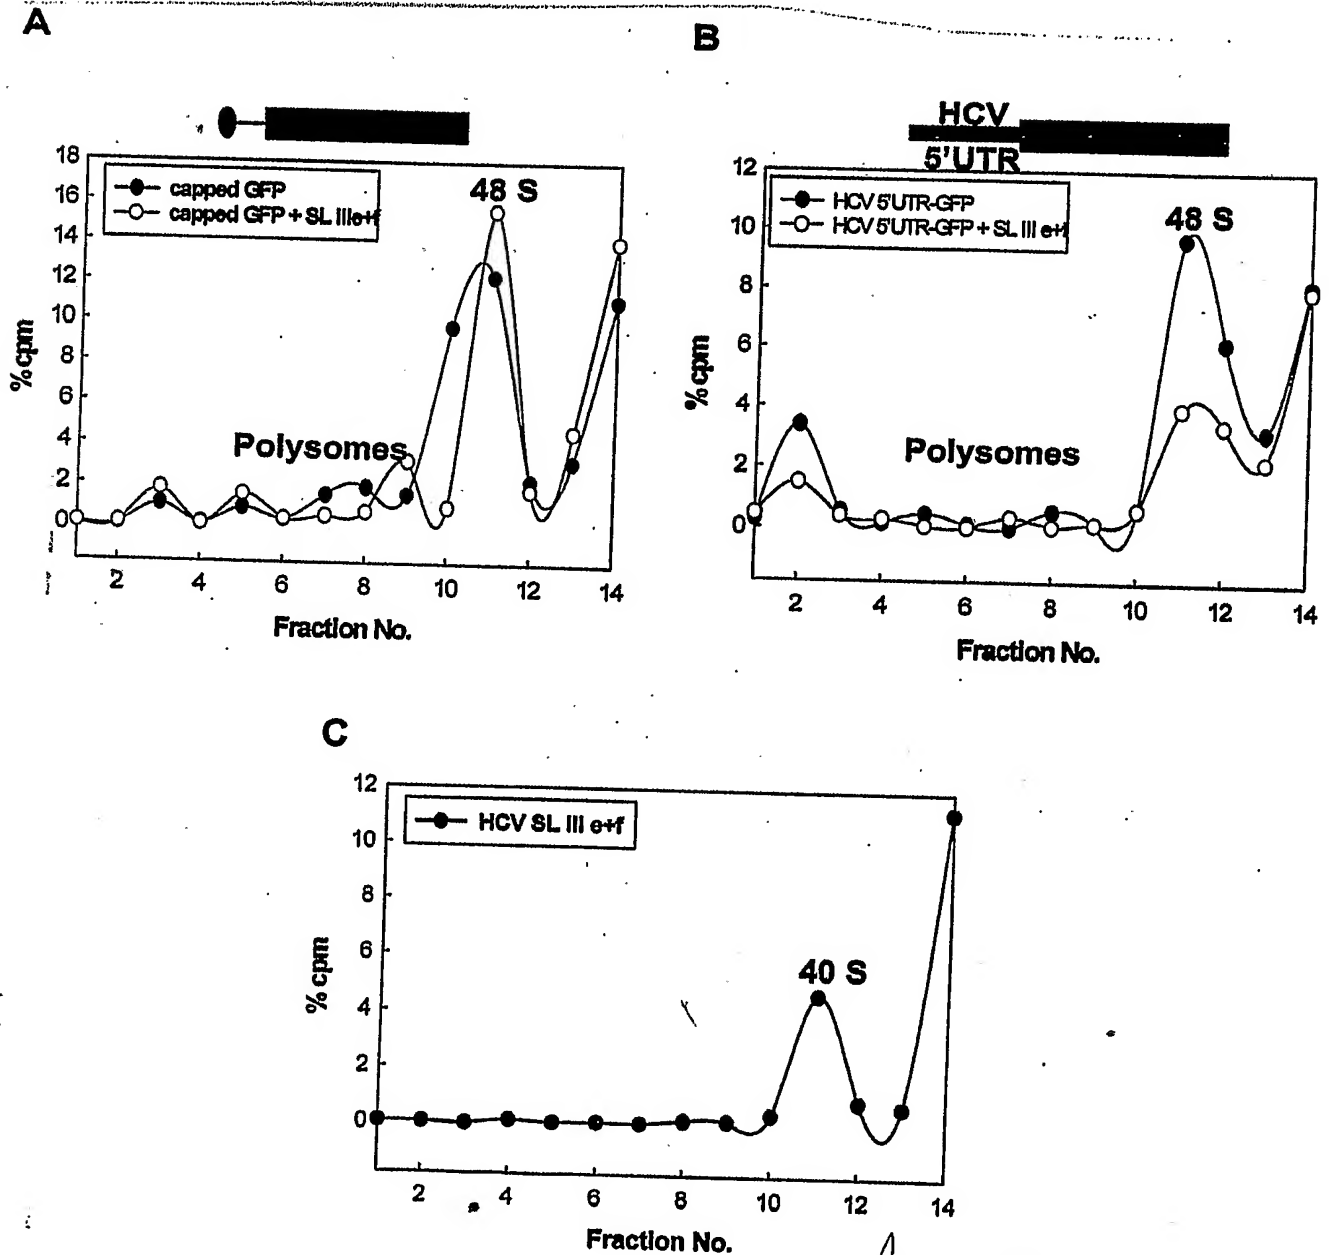 A
18
16
14
12
10
8
6
4
2
0
% cpm
capped GFP
capped GFP + SL IIIe+f
48 S
Polysomes
2 4 6 8 10 12 14
Fraction No.
B
HCV
5'UTR
12
10
8
6
4
2
0
% cpm
HCV 5'UTR-GFP
HCV 5'UTR-GFP + SL III e+f
48 S
Polysomes
2 4 6 8 10 12 14
Fraction No.
C
12
10
8
6
4
2
0
% cpm
HCV SL III e+f
40 S
2 4 6 8 10 12 14
Fraction No.